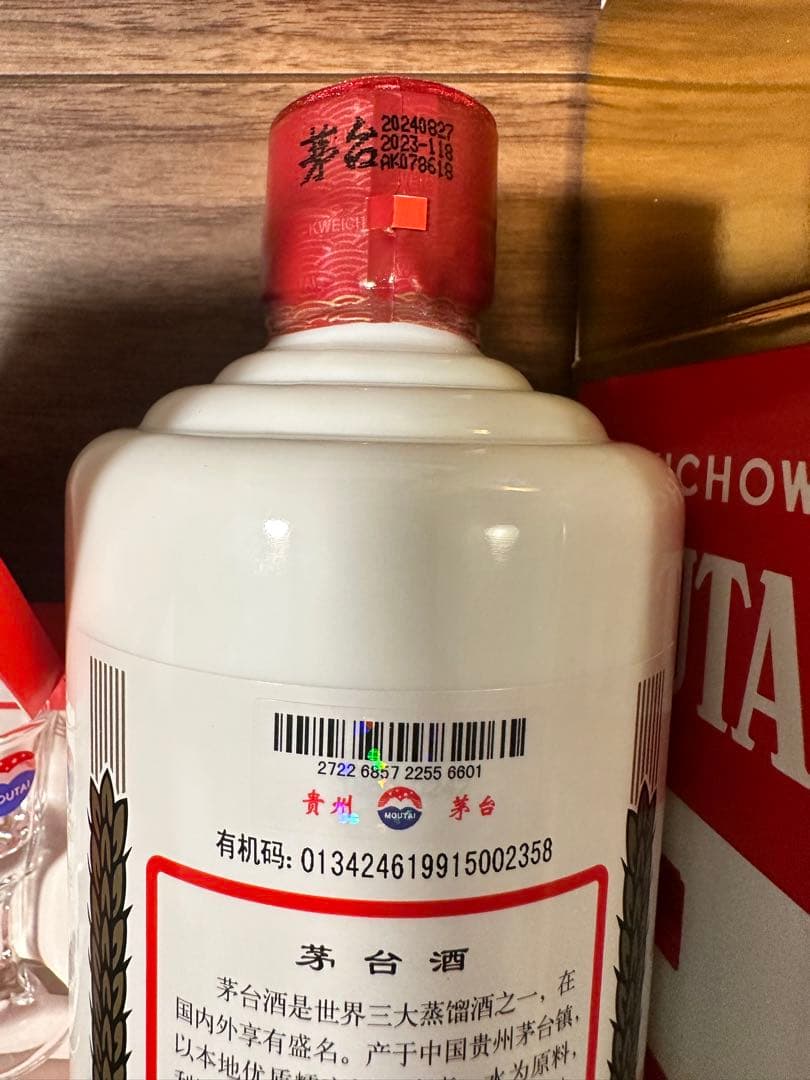 茅台
20240827
2023-118
AK078618
KWEICH
CHOW
UTA
2722 6857 2255 6601
贵州
MOUTAI
茅台
有机码: 013424619915002358
茅台酒
茅台酒是世界三大蒸馏酒之一，在
国内外享有盛名。产于中国贵州茅台镇，
以本地优质糯
水为原料，
OUTAI